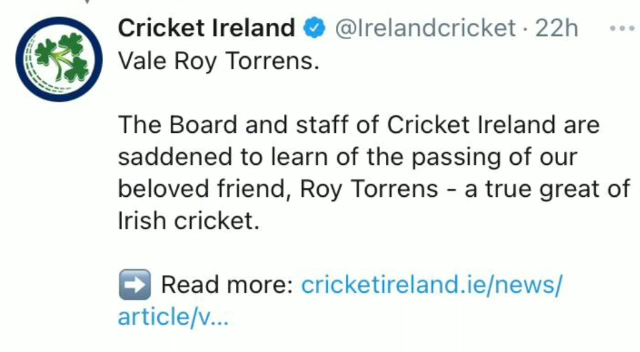 Cricket Ireland @Irelandcricket · 22h ...
Vale Roy Torrens.
The Board and staff of Cricket Ireland are
saddened to learn of the passing of our
beloved friend, Roy Torrens - a true great of
Irish cricket.
➡️ Read more: cricketireland.ie/news/
article/v...